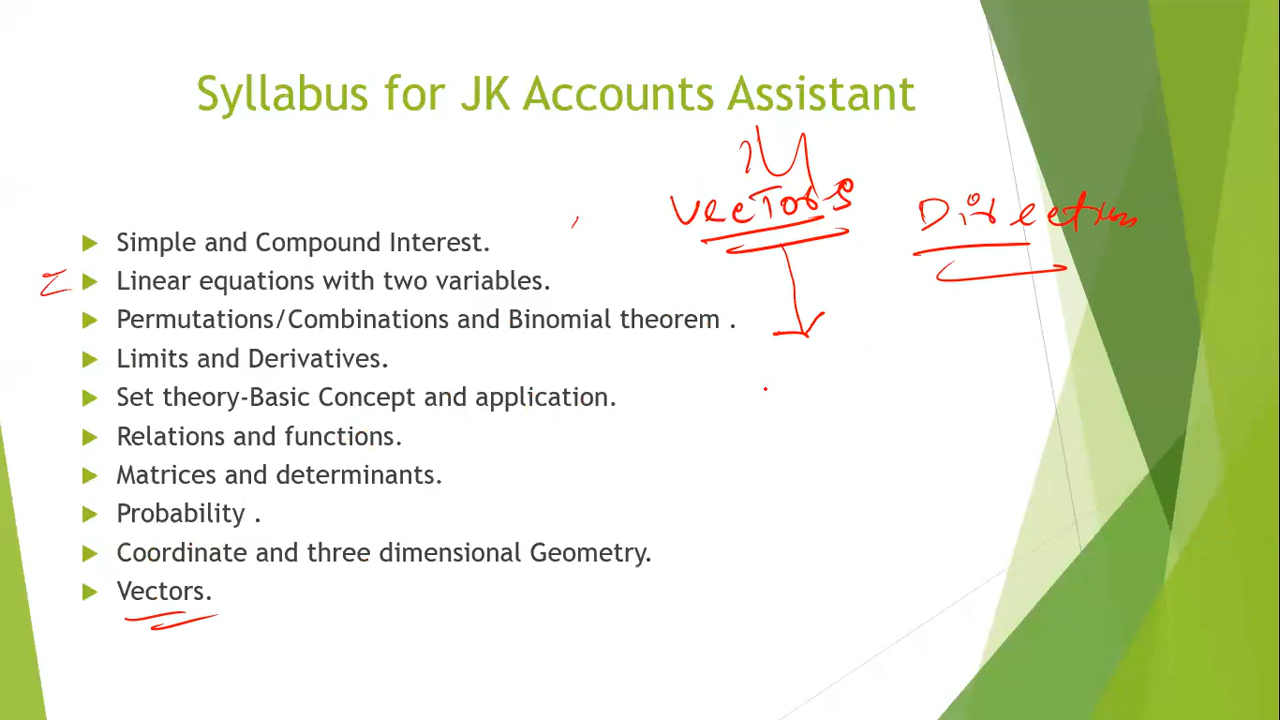 Syllabus for JK Accounts Assistant
Vectors Direction
Simple and Compound Interest.
Linear equations with two variables.
Permutations/Combinations and Binomial theorem .
Limits and Derivatives.
Set theory-Basic Concept and application.
Relations and functions.
Matrices and determinants.
Probability .
Coordinate and three dimensional Geometry.
Vectors.